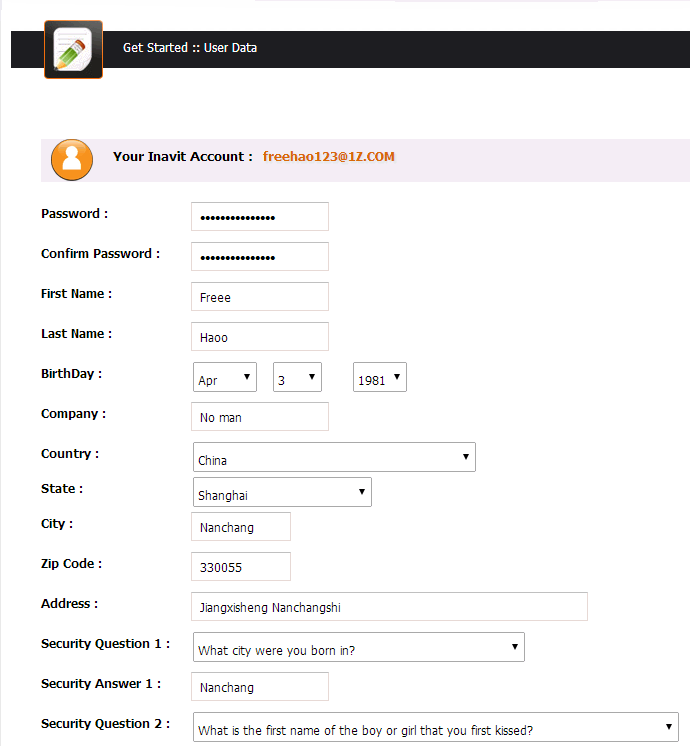 Get Started :: User Data
Your Inavit Account : freehao123@1Z.COM
Password : •••••••••••••••
Confirm Password : •••••••••••••••
First Name : Freee
Last Name : Haoo
BirthDay : Apr 3 1981
Company : No man
Country : China
State : Shanghai
City : Nanchang
Zip Code : 330055
Address : Jiangxisheng Nanchangshi
Security Question 1 : What city were you born in?
Security Answer 1 : Nanchang
Security Question 2 : What is the first name of the boy or girl that you first kissed?